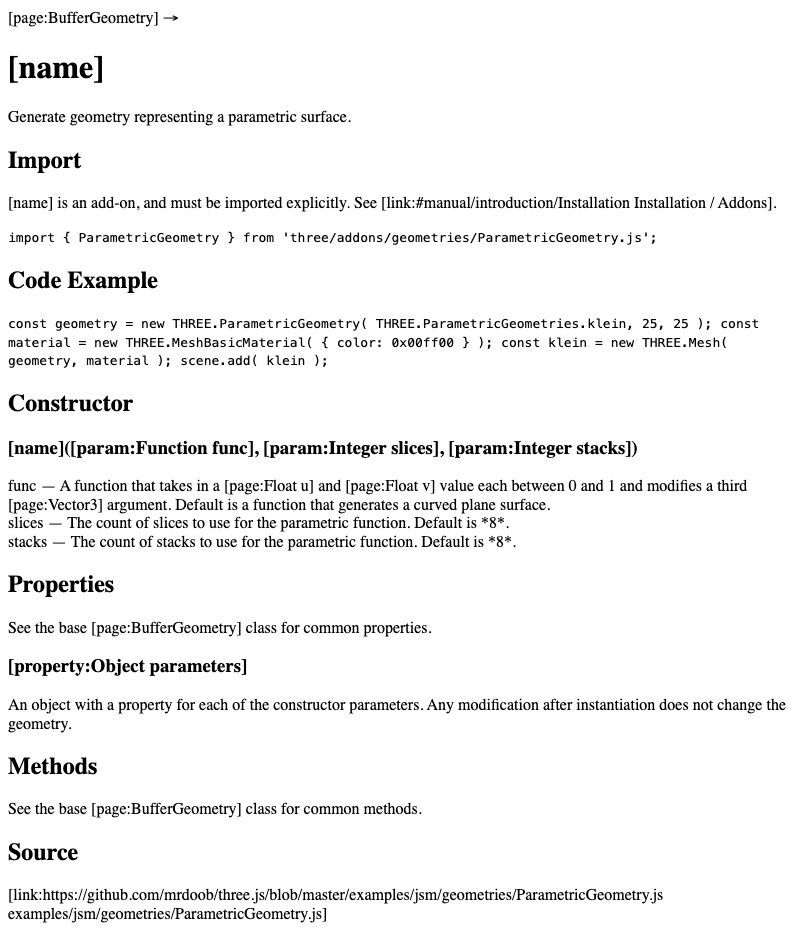 [page:BufferGeometry] →
[name]
Generate geometry representing a parametric surface.
Import
[name] is an add-on, and must be imported explicitly. See [link:#manual/introduction/Installation Installation / Addons].
import { ParametricGeometry } from 'three/addons/geometries/ParametricGeometry.js';
Code Example
const geometry = new THREE.ParametricGeometry( THREE.ParametricGeometries.klein, 25, 25 ); const
material = new THREE.MeshBasicMaterial( { color: 0x00ff00 } ); const klein = new THREE.Mesh(
geometry, material ); scene.add( klein );
Constructor
[name]([param:Function func], [param:Integer slices], [param:Integer stacks])
func — A function that takes in a [page:Float u] and [page:Float v] value each between 0 and 1 and modifies a third
[page:Vector3] argument. Default is a function that generates a curved plane surface.
slices — The count of slices to use for the parametric function. Default is *8*.
stacks — The count of stacks to use for the parametric function. Default is *8*.
Properties
See the base [page:BufferGeometry] class for common properties.
[property:Object parameters]
An object with a property for each of the constructor parameters. Any modification after instantiation does not change the
geometry.
Methods
See the base [page:BufferGeometry] class for common methods.
Source
[link:https://github.com/mrdoob/three.js/blob/master/examples/jsm/geometries/ParametricGeometry.js
examples/jsm/geometries/ParametricGeometry.js]